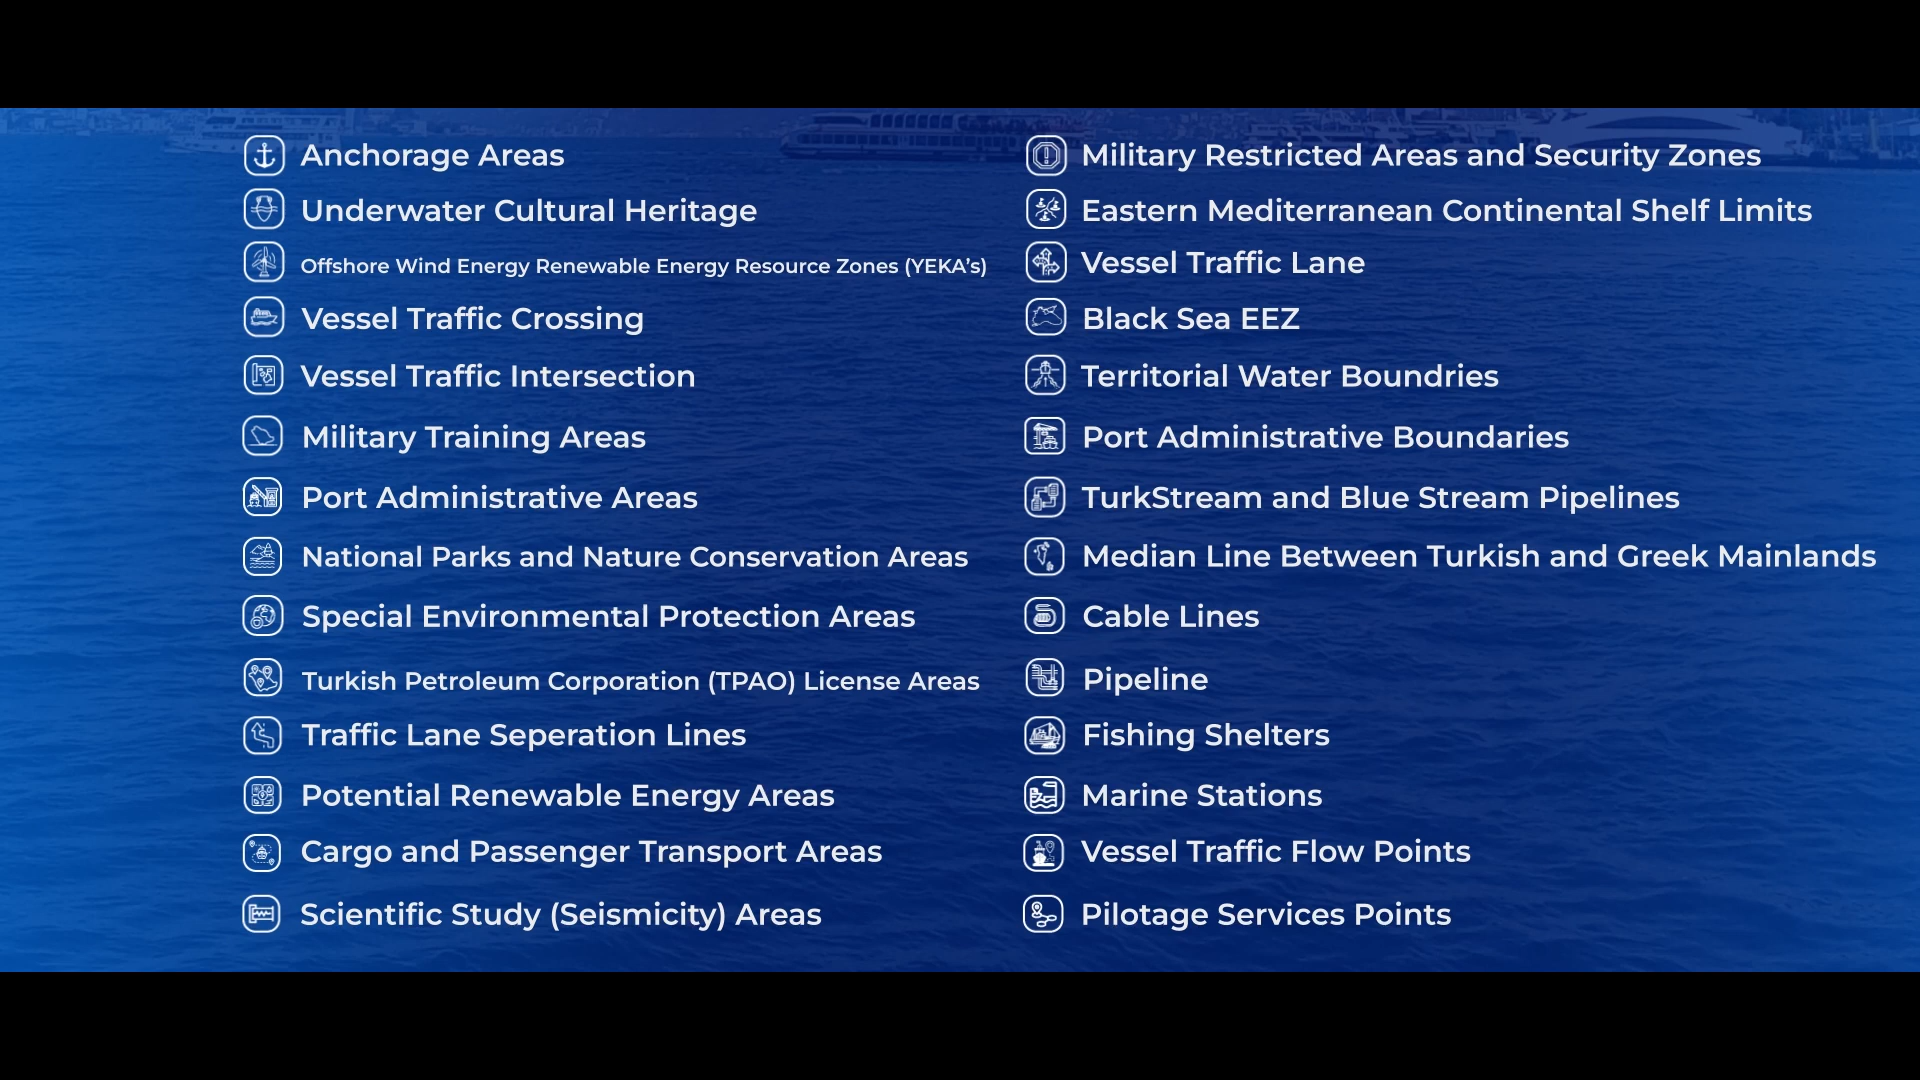 Anchorage Areas
Underwater Cultural Heritage
Offshore Wind Energy Renewable Energy Resource Zones (YEKA's)
Vessel Traffic Crossing
Vessel Traffic Intersection
Military Training Areas
Port Administrative Areas
National Parks and Nature Conservation Areas
Special Environmental Protection Areas
Turkish Petroleum Corporation (TPAO) License Areas
Traffic Lane Seperation Lines
Potential Renewable Energy Areas
Cargo and Passenger Transport Areas
Scientific Study (Seismicity) Areas
Military Restricted Areas and Security Zones
Eastern Mediterranean Continental Shelf Limits
Vessel Traffic Lane
Black Sea EEZ
Territorial Water Boundries
Port Administrative Boundaries
TurkStream and Blue Stream Pipelines
Median Line Between Turkish and Greek Mainlands
Cable Lines
Pipeline
Fishing Shelters
Marine Stations
Vessel Traffic Flow Points
Pilotage Services Points